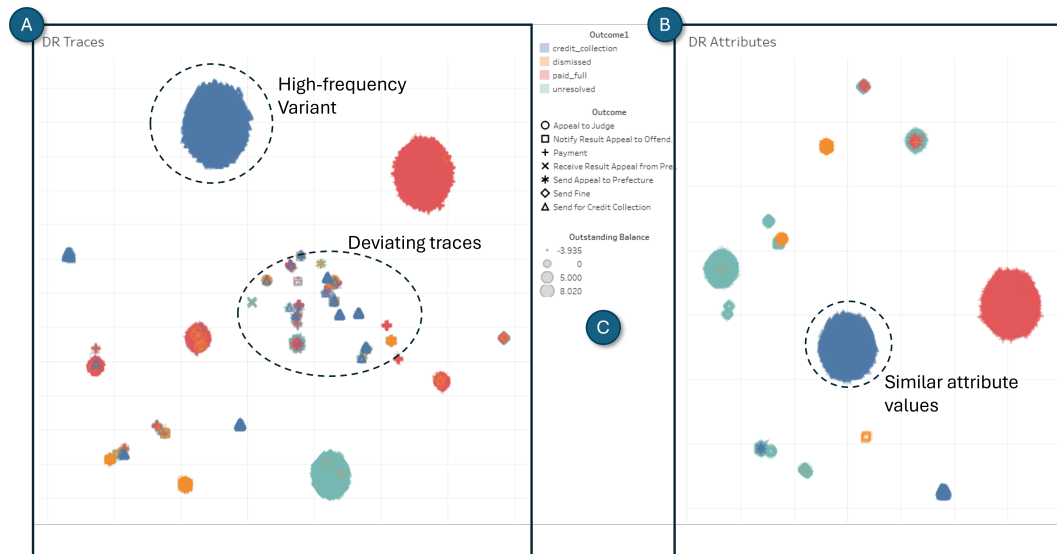 A
DR Traces
High-frequency
Variant
Deviating traces
Outcome1
credit_collection
dismissed
paid_full
unresolved
Outcome
Appeal to Judge
Notify Result Appeal to Offend.
Payment
Receive Result Appeal from Pre
Send Appeal to Prefecture
Send Fine
Send for Credit Collection
Outstanding Balance
-3.935
0
5.000
8.020
C
B
DR Attributes
Similar attribute
values